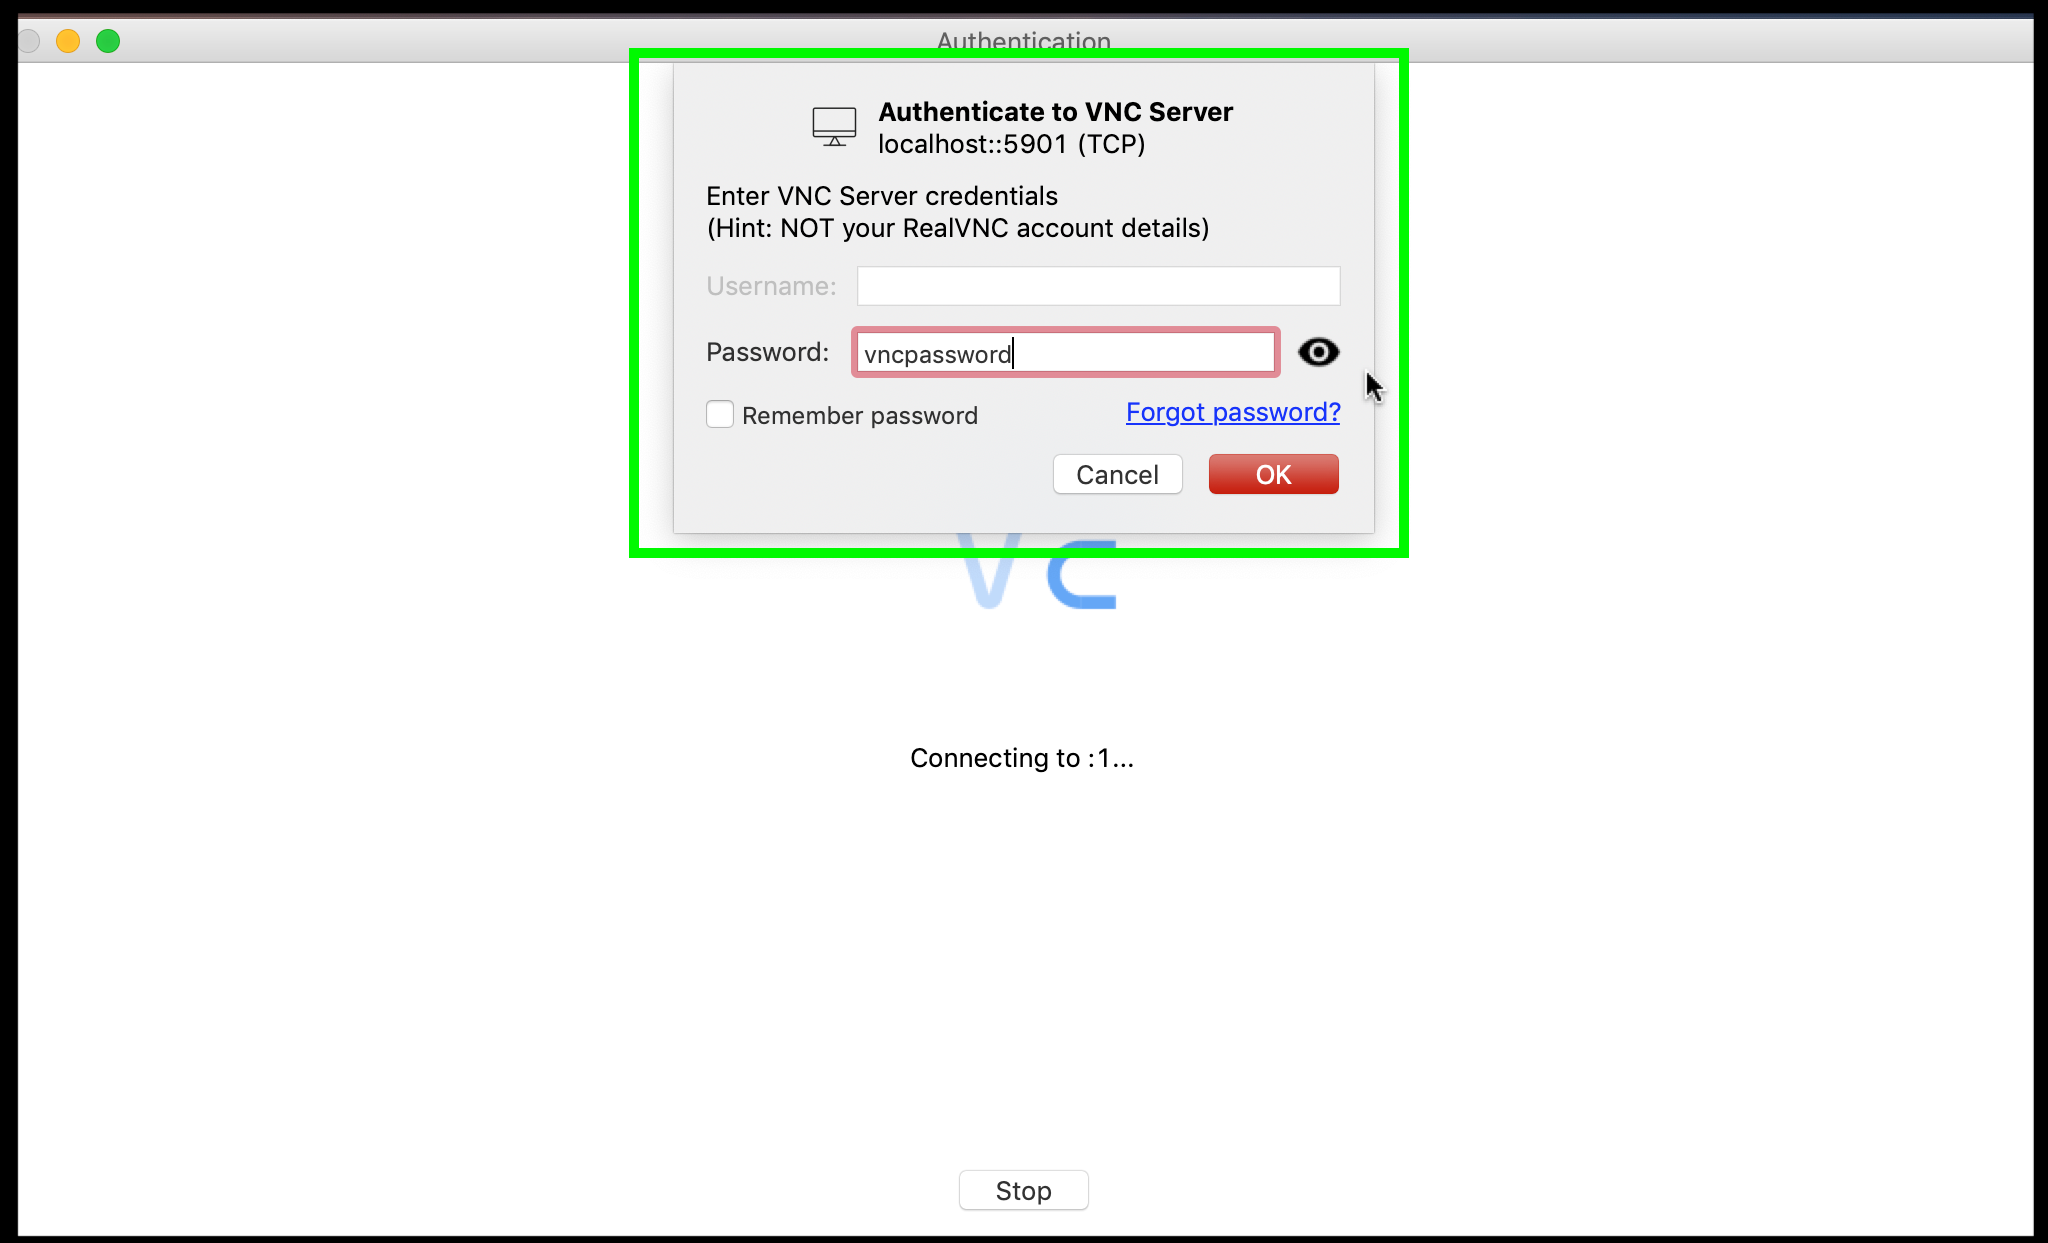 Authentication
Authenticate to VNC Server
localhost::5901 (TCP)
Enter VNC Server credentials
(Hint: NOT your RealVNC account details)
Username:
Password: vncpassword
Remember password Forgot password?
Cancel OK
Vc
Connecting to :1...
Stop